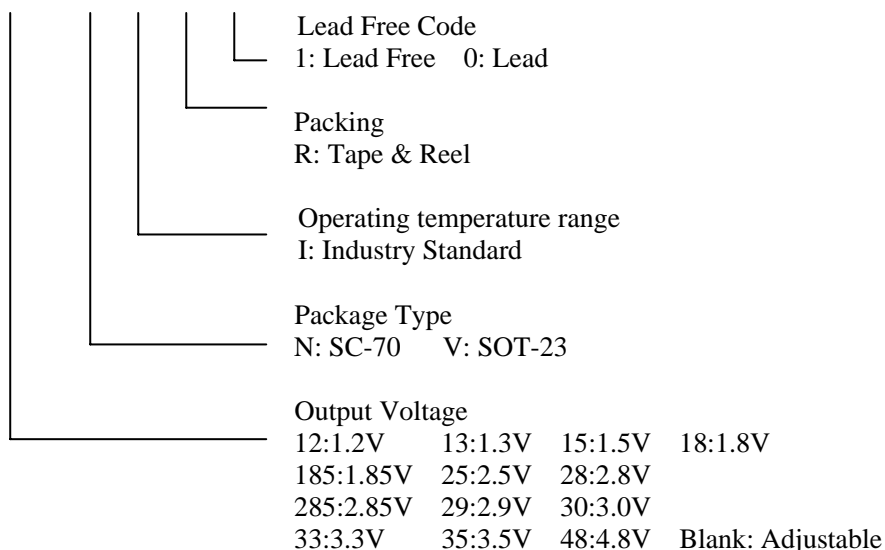 Lead Free Code
1: Lead Free 0: Lead
Packing
R: Tape & Reel
Operating temperature range
I: Industry Standard
Package Type
N: SC-70 V: SOT-23
Output Voltage
12:1.2V 13:1.3V 15:1.5V 18:1.8V
185:1.85V 25:2.5V 28:2.8V
285:2.85V 29:2.9V 30:3.0V
33:3.3V 35:3.5V 48:4.8V Blank: Adjustable